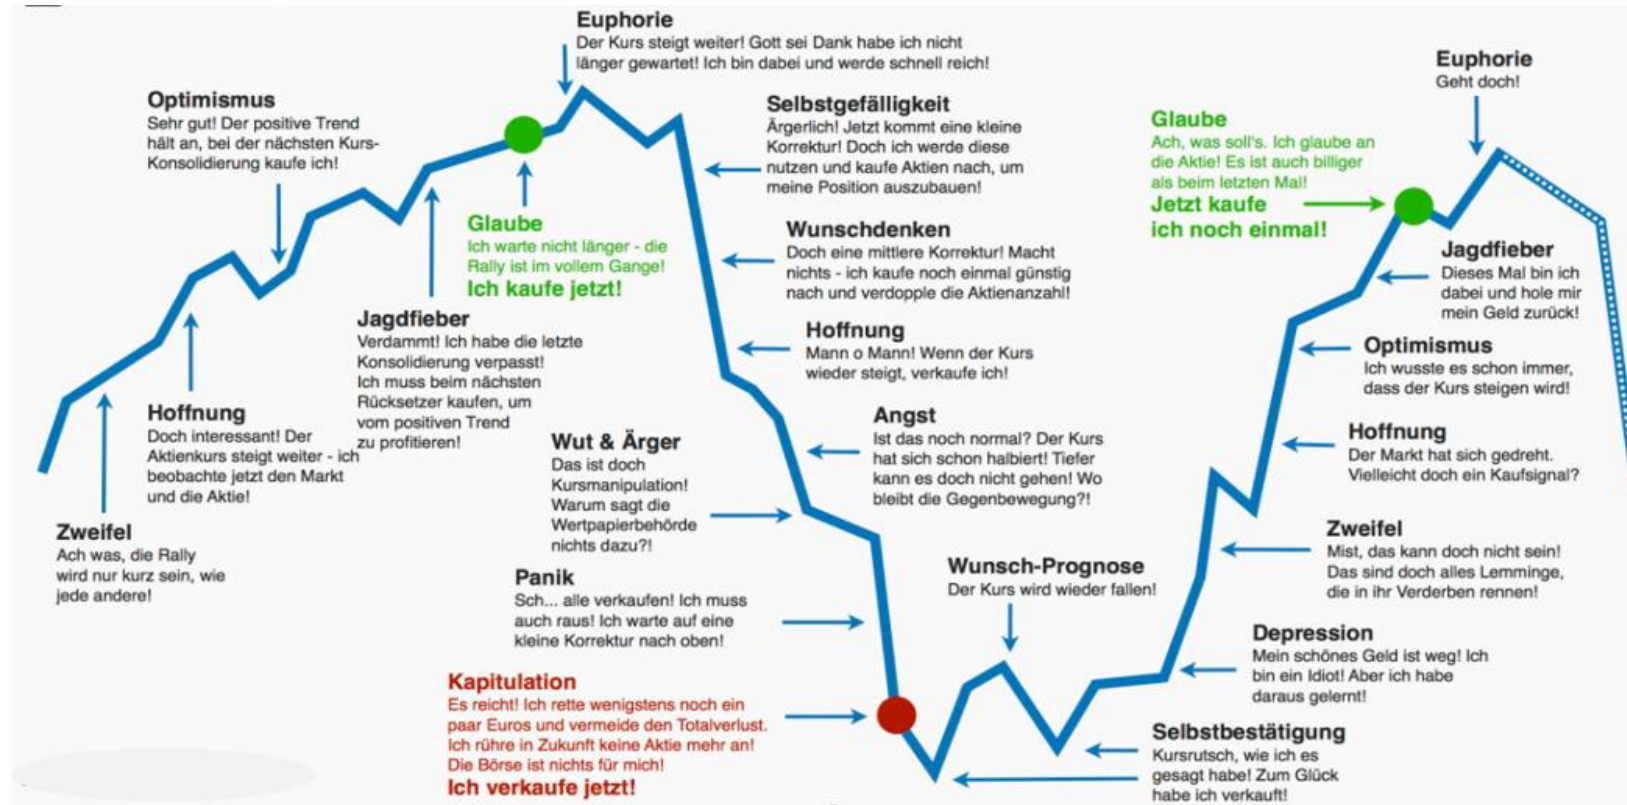 Euphorie
Der Kurs steigt weiter! Gott sei Dank habe ich nicht
länger gewartet! Ich bin dabei und werde schnell reich!
Optimismus
Sehr gut! Der positive Trend
hält an, bei der nächsten Kurs-
Konsolidierung kaufe ich!
Selbstgefälligkeit
Ärgerlich! Jetzt kommt eine kleine
Korrektur! Doch ich werde diese
nutzen und kaufe Aktien nach, um
meine Position auszubauen!
Euphorie
Geht doch!
Glaube
Ach, was soll's. Ich glaube an
die Aktie! Es ist auch billiger
als beim letzten Mal!
Jetzt kaufe
ich noch einmal!
Glaube
Ich warte nicht länger - die
Rally ist im vollem Gange!
Ich kaufe jetzt!
Wunschdenken
Doch eine mittlere Korrektur! Macht
nichts - ich kaufe noch einmal günstig
nach und verdopple die Aktienanzahl!
Jagdfieber
Dieses Mal bin ich
dabei und hole mir
mein Geld zurück!
Jagdfieber
Verdammt! Ich habe die letzte
Konsolidierung verpasst!
Ich muss beim nächsten
Rücksetzer kaufen, um
vom positiven Trend
zu profitieren!
Hoffnung
Mann o Mann! Wenn der Kurs
wieder steigt, verkaufe ich!
Optimismus
Ich wusste es schon immer,
dass der Kurs steigen wird!
Hoffnung
Doch interessant! Der
Aktienkurs steigt weiter - ich
beobachte jetzt den Markt
und die Aktie!
Angst
Ist das noch normal? Der Kurs
hat sich schon halbiert! Tiefer
kann es doch nicht gehen! Wo
bleibt die Gegenbewegung?!
Hoffnung
Der Markt hat sich gedreht.
Vielleicht doch ein Kaufsignal?
Wut & Ärger
Das ist doch
Kursmanipulation!
Warum sagt die
Wertpapierbehörde
nichts dazu?!
Zweifel
Ach was, die Rally
wird nur kurz sein, wie
jede andere!
Zweifel
Mist, das kann doch nicht sein!
Das sind doch alles Lemminge,
die in ihr Verderben rennen!
Wunsch-Prognose
Der Kurs wird wieder fallen!
Panik
Sch... alle verkaufen! Ich muss
auch raus! Ich warte auf eine
kleine Korrektur nach oben!
Depression
Mein schönes Geld ist weg! Ich
bin ein Idiot! Aber ich habe
daraus gelernt!
Kapitulation
Es reicht! Ich rette wenigstens noch ein
paar Euros und vermeide den Totalverlust.
Ich rühre in Zukunft keine Aktie mehr an!
Die Börse ist nichts für mich!
Ich verkaufe jetzt!
Selbstbestätigung
Kursrutsch, wie ich es
gesagt habe! Zum Glück
habe ich verkauft!